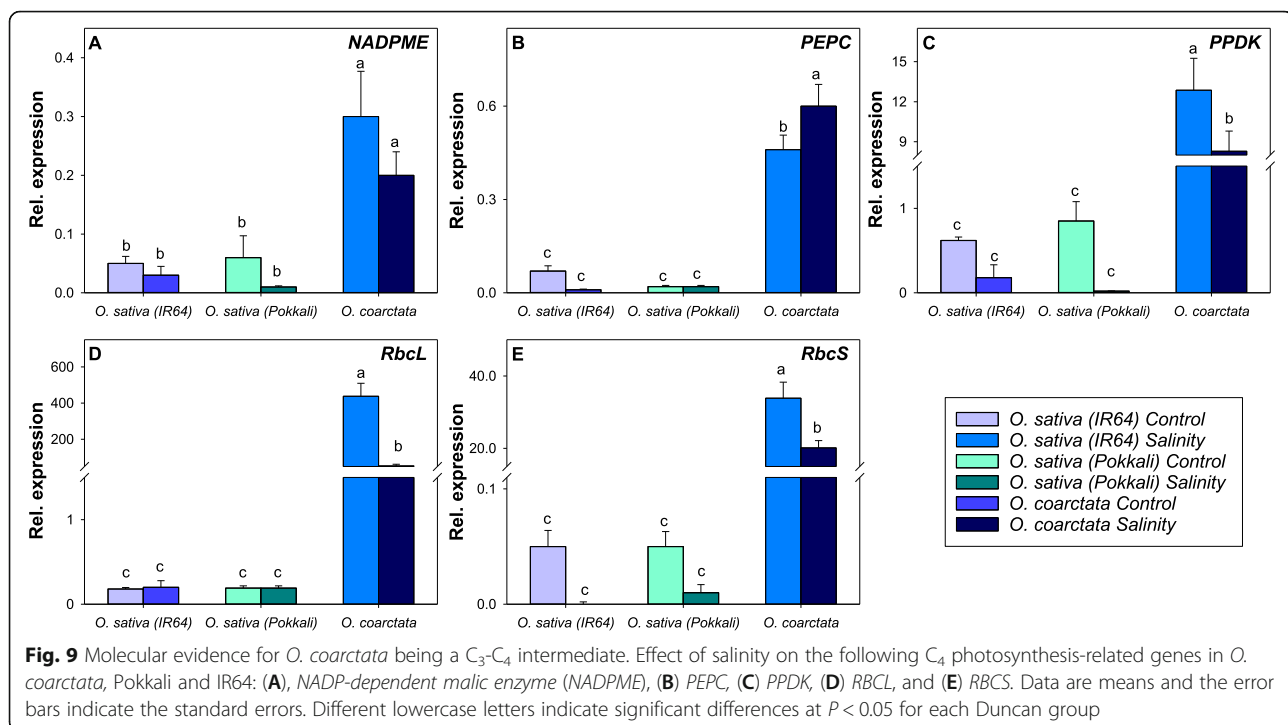 A
NADPME
Rel. expression
0.4
0.3
0.2
0.1
0.0
a
a
b
b
b
b
O. sativa (IR64)
O. sativa (Pokkali)
O. coarctata
B
PEPC
Rel. expression
0.6
0.3
0.0
a
b
c
c
c
c
O. sativa (IR64)
O. sativa (Pokkali)
O. coarctata
C
PPDK
Rel. expression
15
12
9
1
0
a
b
c
c
c
c
O. sativa (IR64)
O. sativa (Pokkali)
O. coarctata
D
RbcL
Rel. expression
600
400
200
1
0
a
b
c
c
c
c
O. sativa (IR64)
O. sativa (Pokkali)
O. coarctata
E
RbcS
Rel. expression
40.0
20.0
0.1
0.0
a
b
c
c
c
c
O. sativa (IR64)
O. sativa (Pokkali)
O. coarctata
O. sativa (IR64) Control
O. sativa (IR64) Salinity
O. sativa (Pokkali) Control
O. sativa (Pokkali) Salinity
O. coarctata Control
O. coarctata Salinity
Fig. 9 Molecular evidence for O. coarctata being a C3-C4 intermediate. Effect of salinity on the following C4 photosynthesis-related genes in O.
coarctata, Pokkali and IR64: (A), NADP-dependent malic enzyme (NADPME), (B) PEPC, (C) PPDK, (D) RBCL, and (E) RBCS. Data are means and the error
bars indicate the standard errors. Different lowercase letters indicate significant differences at P < 0.05 for each Duncan group